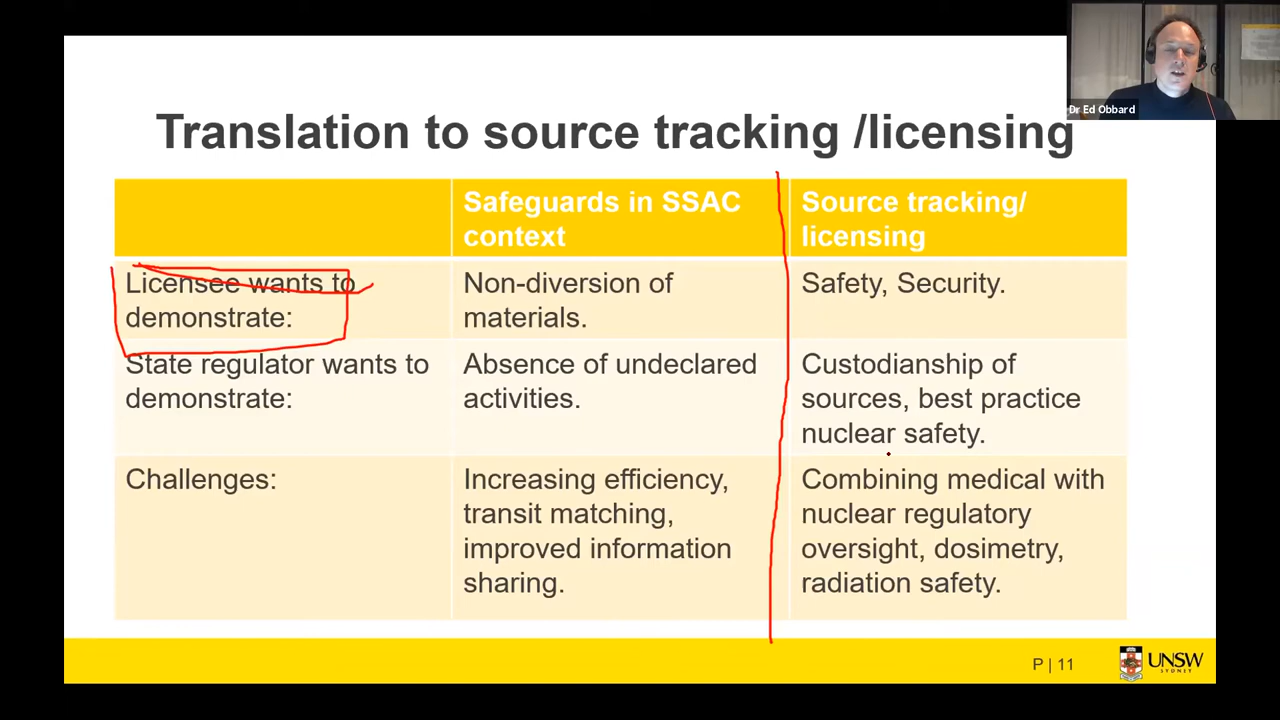 Dr Ed Obbard
Translation to source tracking /licensing
Safeguards in SSAC
context
Source tracking/
licensing
Licensee wants to
demonstrate:
Non-diversion of
materials.
Safety, Security.
State regulator wants to
demonstrate:
Absence of undeclared
activities.
Custodianship of
sources, best practice
nuclear safety.
Challenges:
Increasing efficiency,
transit matching,
improved information
sharing.
Combining medical with
nuclear regulatory
oversight, dosimetry,
radiation safety.
P | 11
UNSW
SYDNEY